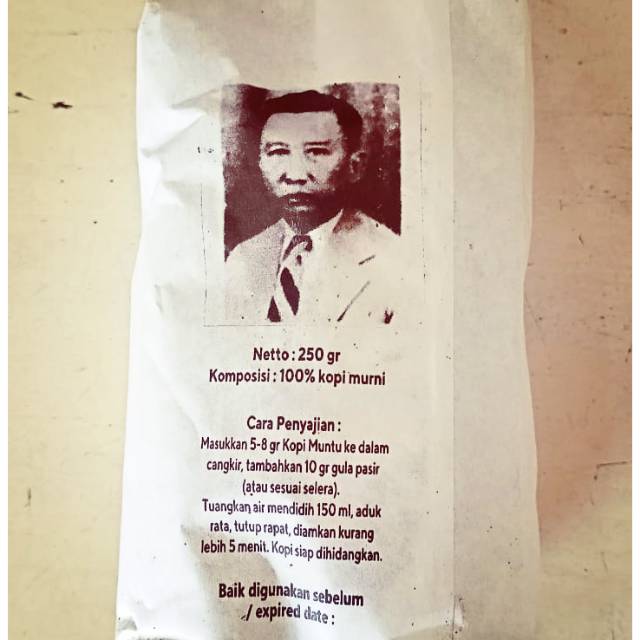 Netto : 250 gr
Komposisi : 100% kopi murni
Cara Penyajian :
Masukkan 5-8 gr Kopi Muntu ke dalam
cangkir, tambahkan 10 gr gula pasir
(atau sesuai selera).
Tuangkan air mendidih 150 ml, aduk
rata, tutup rapat, diamkan kurang
lebih 5 menit. Kopi siap dihidangkan.
Baik digunakan sebelum
/ expired date :